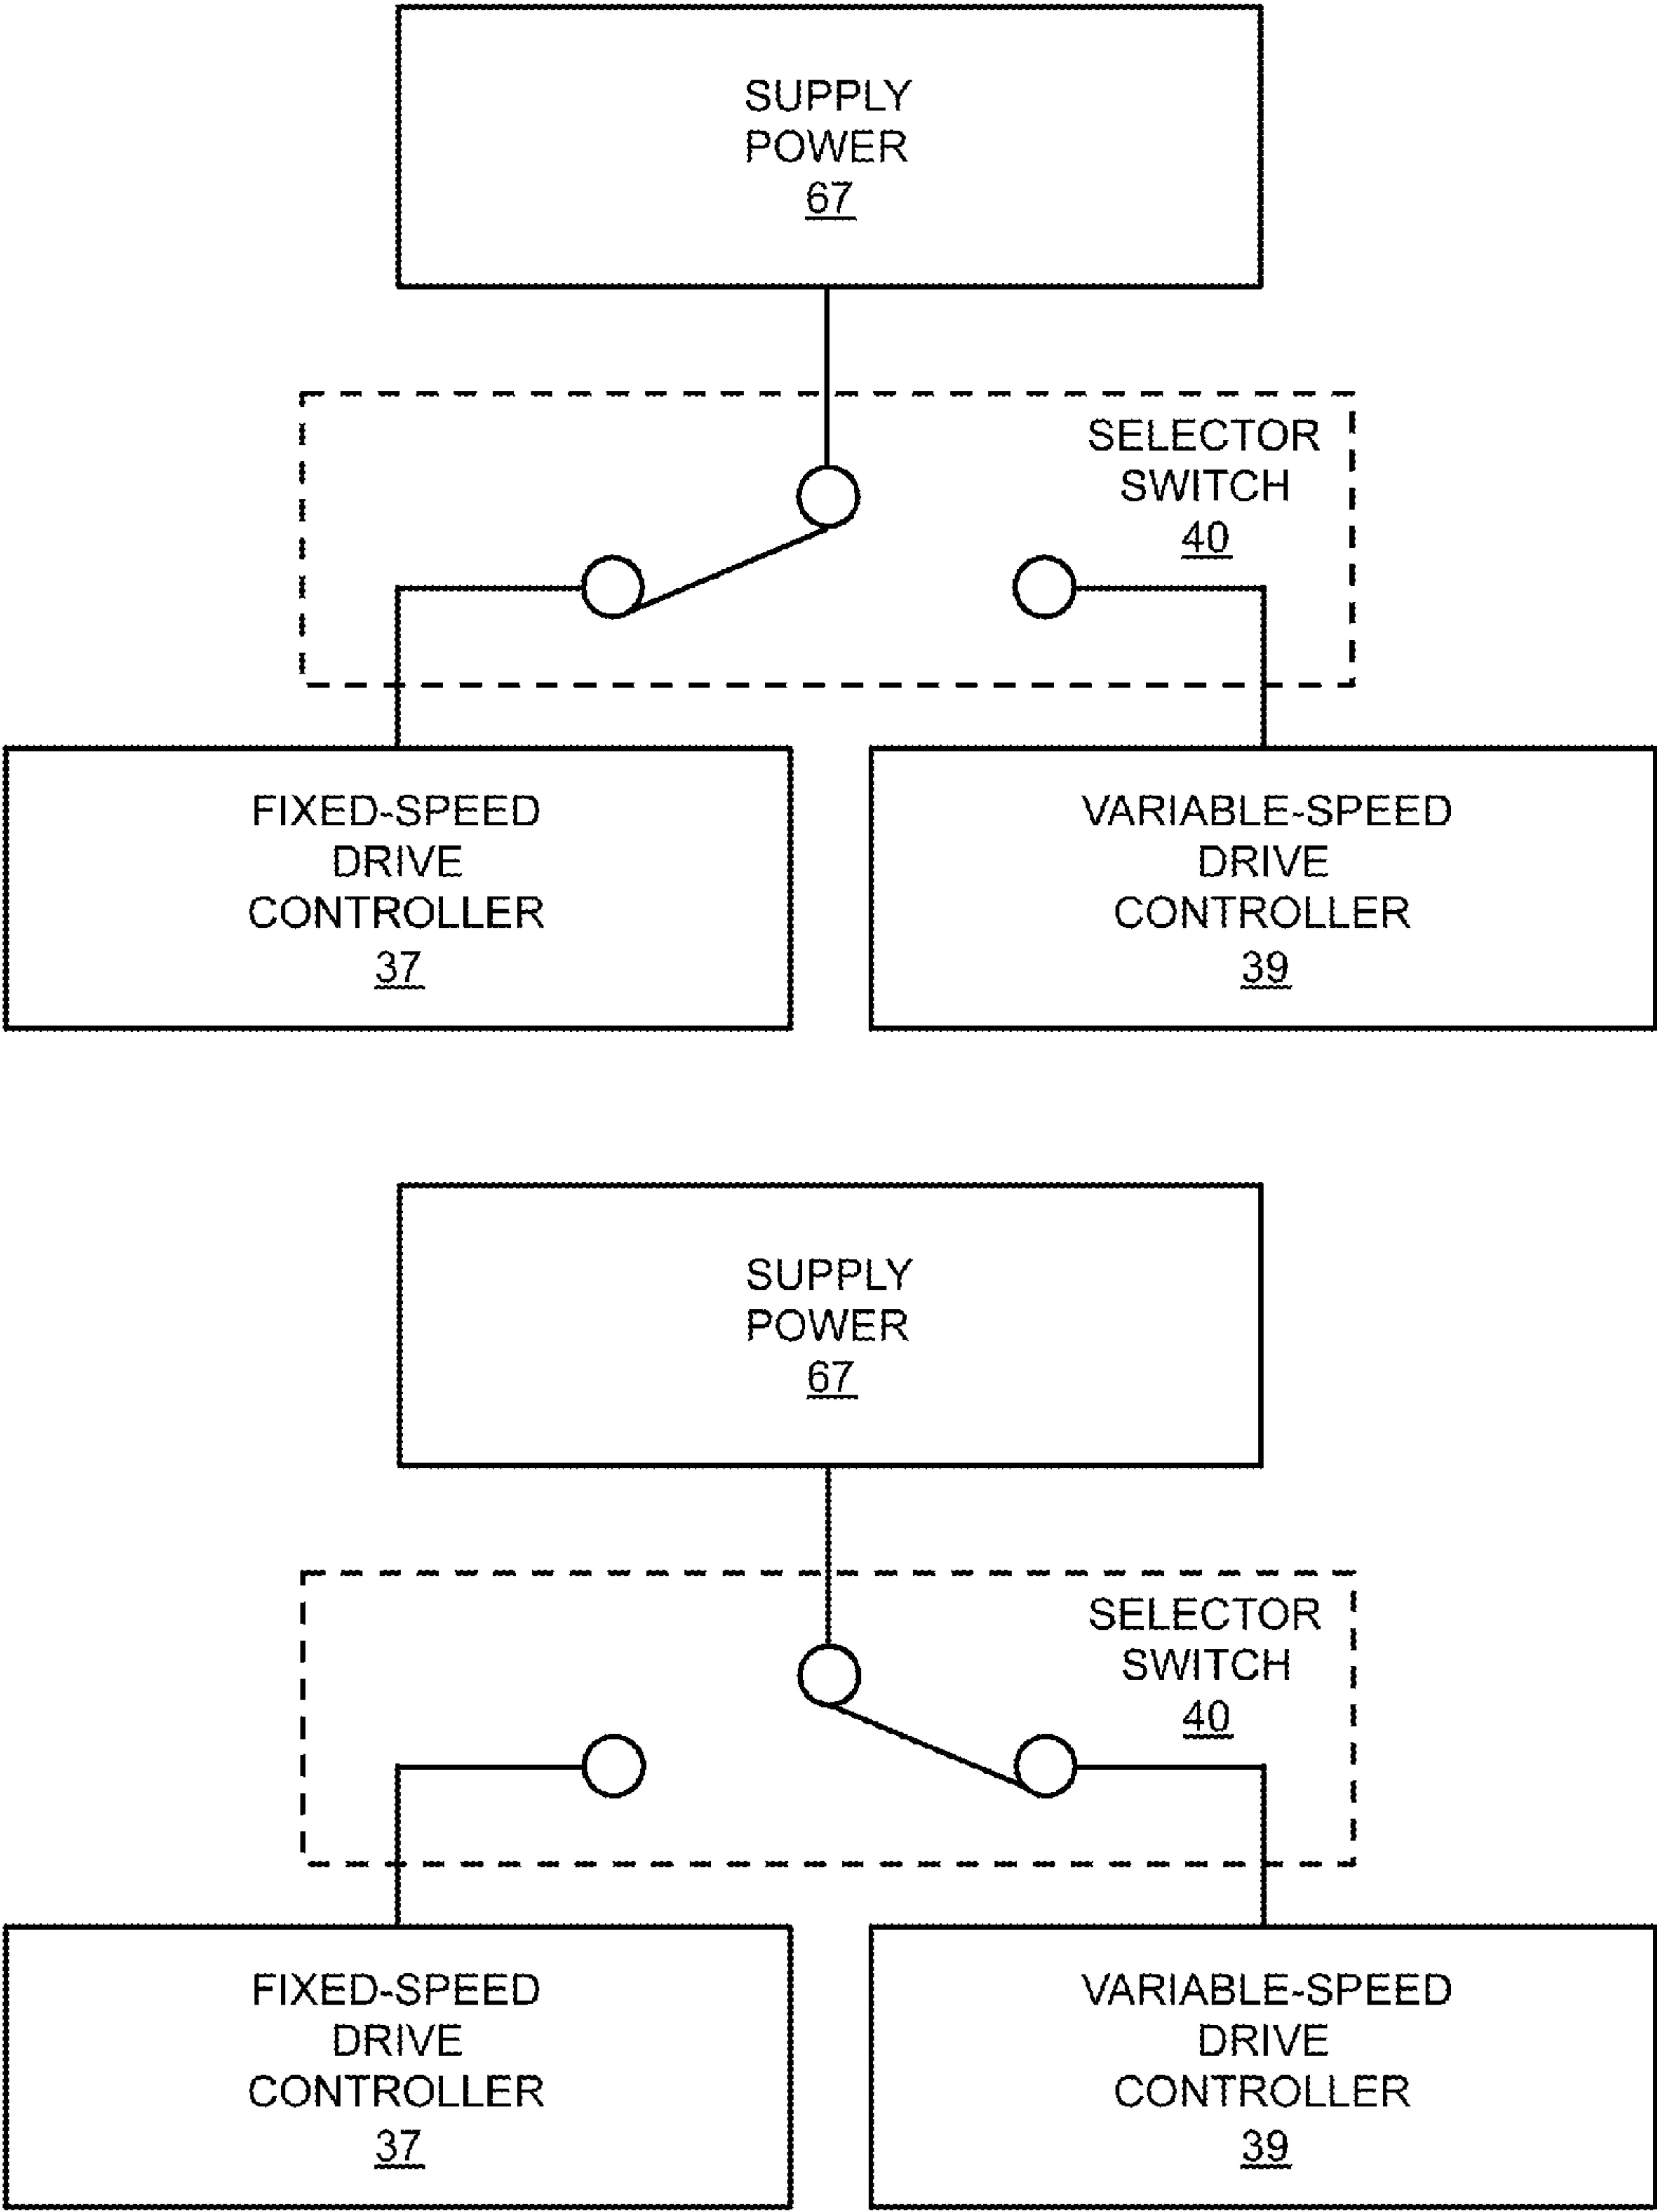 SUPPLY
POWER
67
SELECTOR
SWITCH
40
FIXED-SPEED
DRIVE
CONTROLLER
37
VARIABLE-SPEED
DRIVE
CONTROLLER
39
SUPPLY
POWER
67
SELECTOR
SWITCH
40
FIXED-SPEED
DRIVE
CONTROLLER
37
VARIABLE-SPEED
DRIVE
CONTROLLER
39